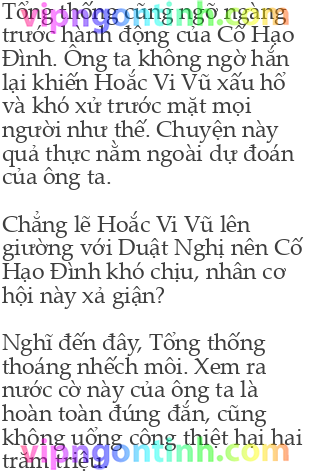 Tổng thống cũng ngỡ ngàng
trước hành động của Cố Hạo
Đình. Ông ta không ngờ hắn
lại khiến Hoắc Vi Vũ xấu hổ
và khó xử trước mặt mọi
người như thế. Chuyện này
quả thực nằm ngoài dự đoán
của ông ta.
Chẳng lẽ Hoắc Vi Vũ lên
giường với Duật Nghị nên Cố
Hạo Đình khó chịu, nhân cơ
hội này xả giận?
Nghĩ đến đây, Tổng thống
thoáng nhếch môi. Xem ra
nước cờ này của ông ta là
hoàn toàn đúng đắn, cũng
không uổng công thiệt hại hai
trăm triệu.
vipngontinh.com
vipngontinh.com
vipngontinh.com